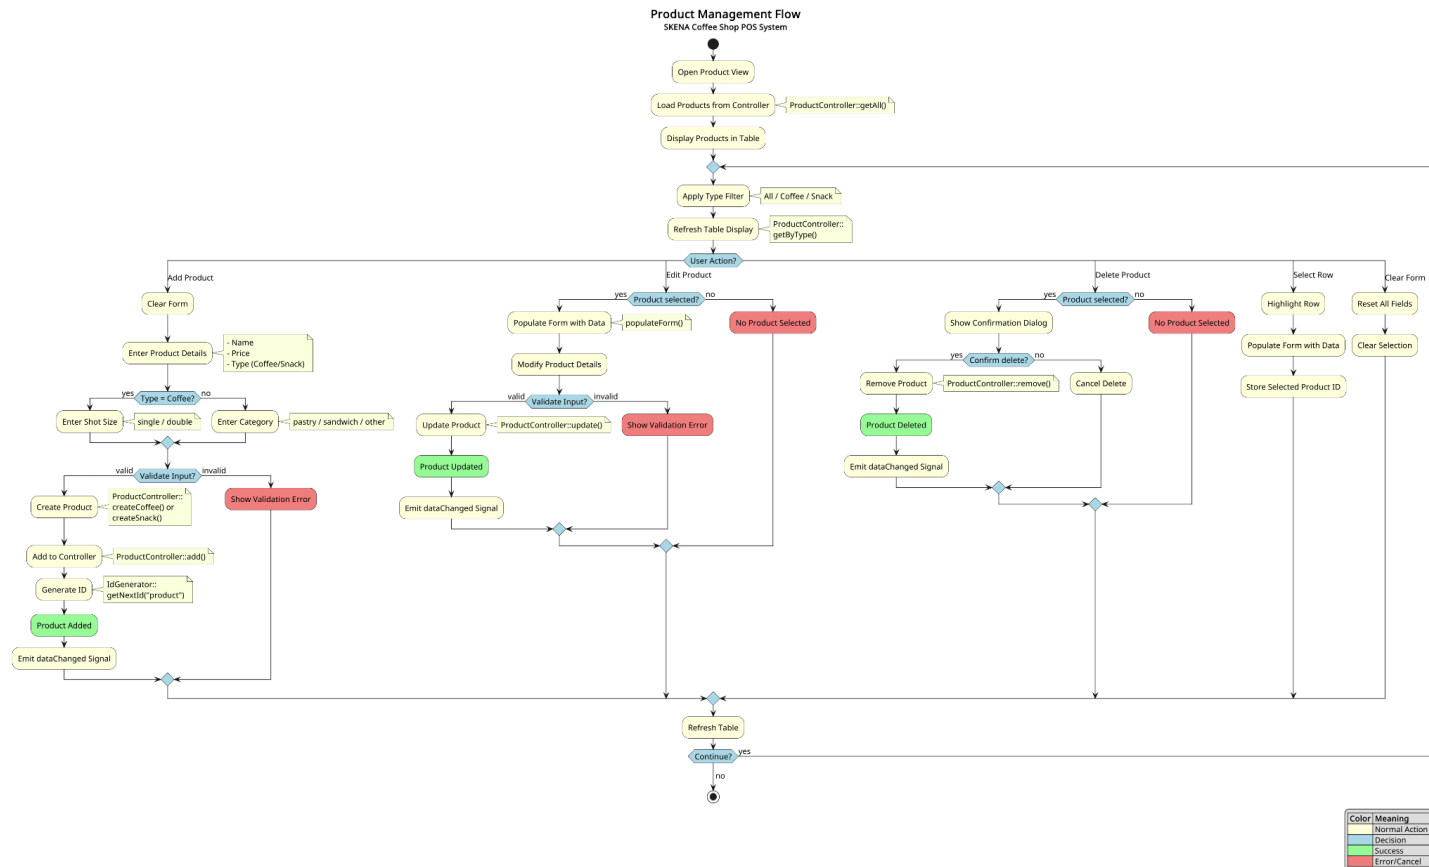 Product Management Flow
SKENA Coffee Shop POS System
Open Product View
Load Products from Controller
ProductController::getAll()
Display Products in Table
Apply Type Filter
All / Coffee / Snack
Refresh Table Display
ProductController::
getByType()
User Action?
Add Product
Clear Form
Enter Product Details
- Name
- Price
- Type (Coffee/Snack)
yes
Type = Coffee?
no
Enter Shot Size
single / double
Enter Category
pastry / sandwich / other
valid
Validate Input?
invalid
Create Product
ProductController::
createCoffee() or
createSnack()
Show Validation Error
Add to Controller
ProductController::add()
Generate ID
IdGenerator::
getNextId("product")
Product Added
Emit dataChanged Signal
Edit Product
yes
Product selected?
no
Populate Form with Data
populateForm()
No Product Selected
Modify Product Details
valid
Validate Input?
invalid
Update Product
ProductController::update()
Show Validation Error
Product Updated
Emit dataChanged Signal
Delete Product
yes
Product selected?
no
Show Confirmation Dialog
No Product Selected
yes
Confirm delete?
no
Remove Product
ProductController::remove()
Cancel Delete
Product Deleted
Emit dataChanged Signal
Select Row
Highlight Row
Populate Form with Data
Store Selected Product ID
Clear Form
Reset All Fields
Clear Selection
Refresh Table
Continue?
yes
no
Color Meaning
Normal Action
Decision
Success
Error/Cancel